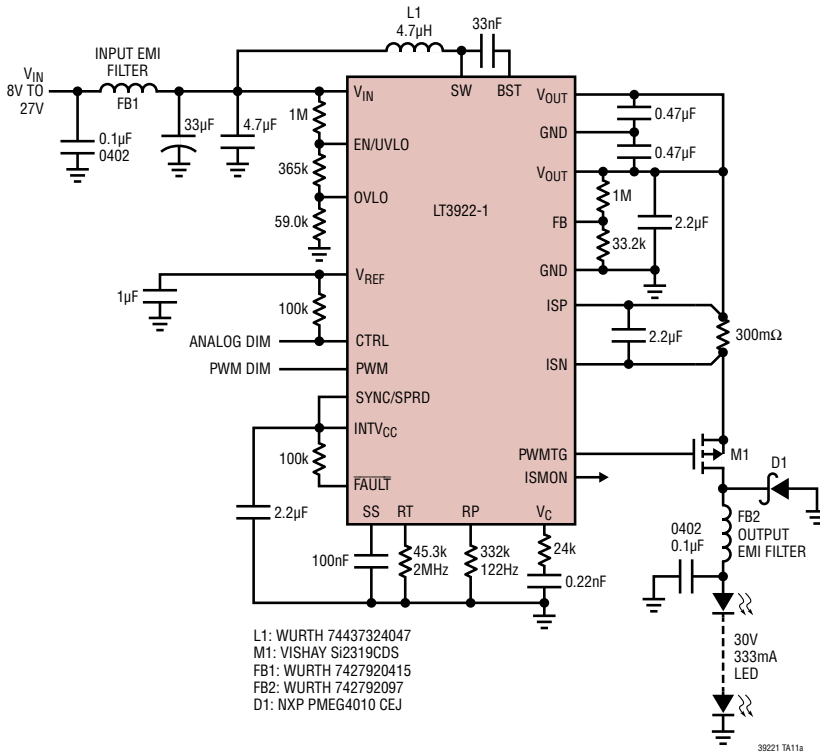 L1
4.7µH
33nF
INPUT EMI
FILTER
FB1
VIN
8V TO
27V
0.1µF
0402
33µF
4.7µF
VIN
SW
BST
VOUT
0.47µF
GND
0.47µF
VOUT
1M
EN/UVLO
365k
OVLO
59.0k
LT3922-1
1M
FB
33.2k
2.2µF
GND
VREF
1µF
100k
ISP
2.2µF
300mΩ
ISN
ANALOG DIM
CTRL
PWM DIM
PWM
SYNC/SPRD
INTVCC
100k
FAULT
2.2µF
PWMTG
M1
ISMON
D1
SS
RT
RP
VC
100nF
45.3k
2MHz
332k
122Hz
24k
0.22nF
FB2
OUTPUT
EMI FILTER
0402
0.1µF
30V
333mA
LED
L1: WURTH 74437324047
M1: VISHAY Si2319CDS
FB1: WURTH 7427920415
FB2: WURTH 742792097
D1: NXP PMEG4010 CEJ
39221 TA11a